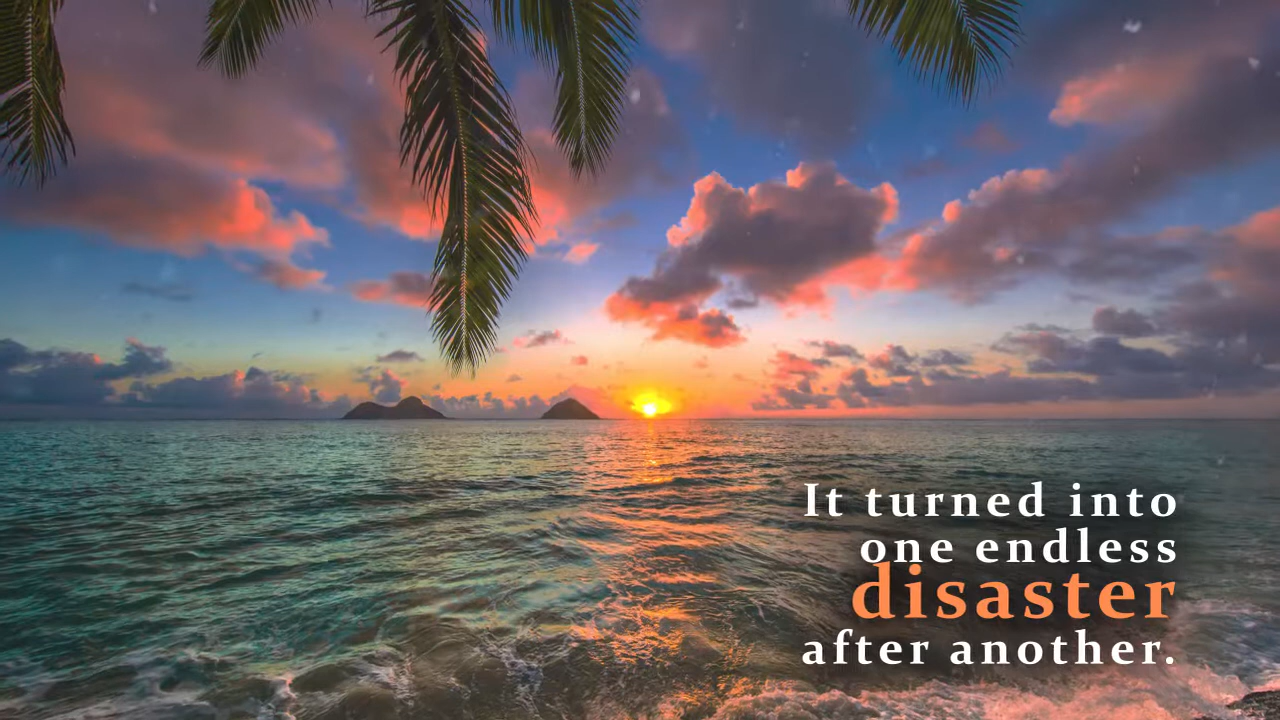 It turned into
one endless
disaster
after another.